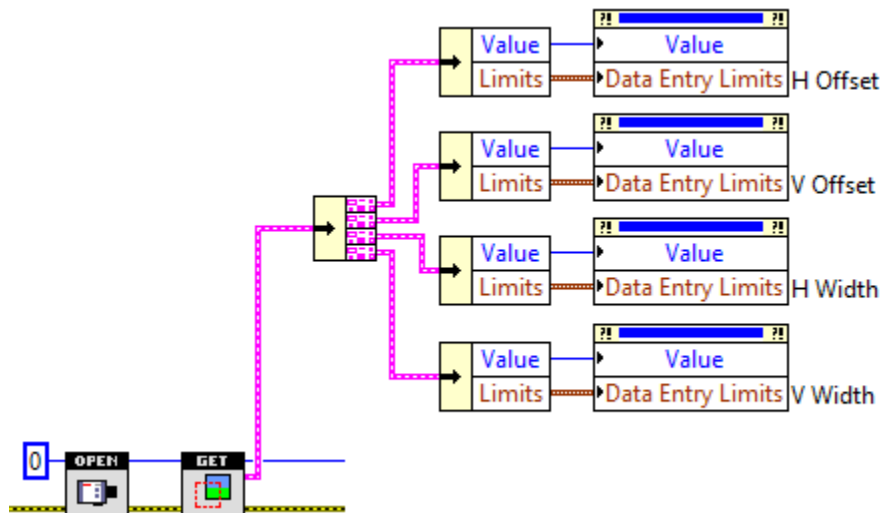 ?! ?!
Value Value
Limits Data Entry Limits H Offset
?! ?!
Value Value
Limits Data Entry Limits V Offset
?! ?!
Value Value
Limits Data Entry Limits H Width
?! ?!
Value Value
Limits Data Entry Limits V Width
0 OPEN GET